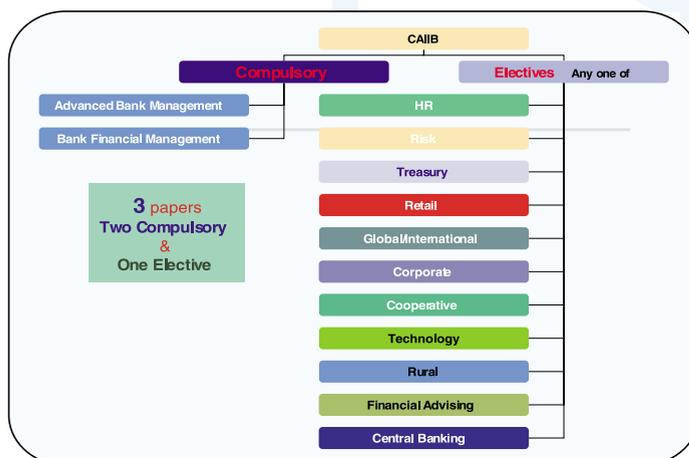 CAIIB
Compulsory
Electives Any one of
Advanced Bank Management
Bank Financial Management
HR
Risk
Treasury
Retail
Global/international
Corporate
Cooperative
Technology
Rural
Financial Advising
Central Banking
3 papers
Two Compulsory
&
One Elective